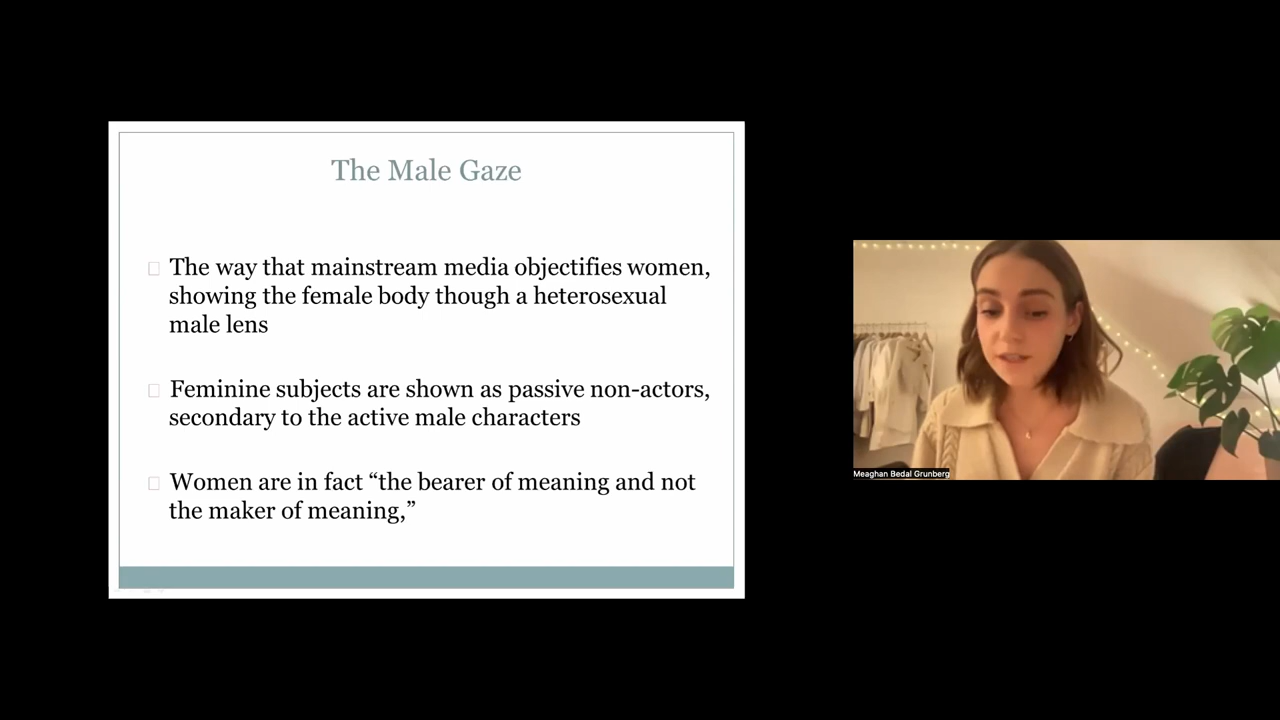 The Male Gaze
The way that mainstream media objectifies women,
showing the female body though a heterosexual
male lens
Feminine subjects are shown as passive non-actors,
secondary to the active male characters
Women are in fact “the bearer of meaning and not
the maker of meaning,”
Meaghan Bedal Grunberg